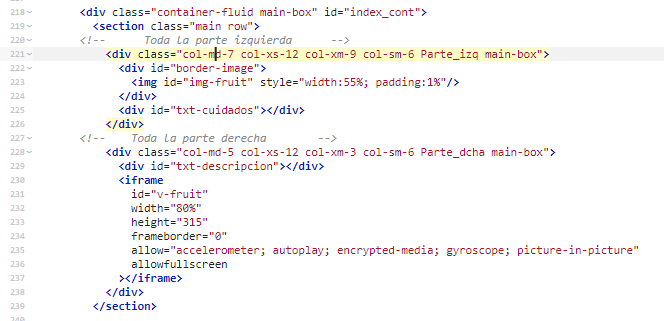 218 <div class="container-fluid main-box" id="index_cont">
219 <section class="main row">
220 <!-- Toda la parte izquierda -->
221 <div class="col-md-7 col-xs-12 col-xm-9 col-sm-6 Parte_izq main-box">
222 <div id="border-image">
223 <img id="img-fruit" style="width:55%; padding:1%"/>
224 </div>
225 <div id="txt-cuidados"></div>
226 </div>
227 <!-- Toda la parte derecha -->
228 <div class="col-md-5 col-xs-12 col-xm-3 col-sm-6 Parte_dcha main-box">
229 <div id="txt-descripcion"></div>
230 <iframe
231 id="v-fruit"
232 width="80%"
233 height="315"
234 frameborder="0"
235 allow="accelerometer; autoplay; encrypted-media; gyroscope; picture-in-picture"
236 allowfullscreen
237 ></iframe>
238 </div>
239 </section>